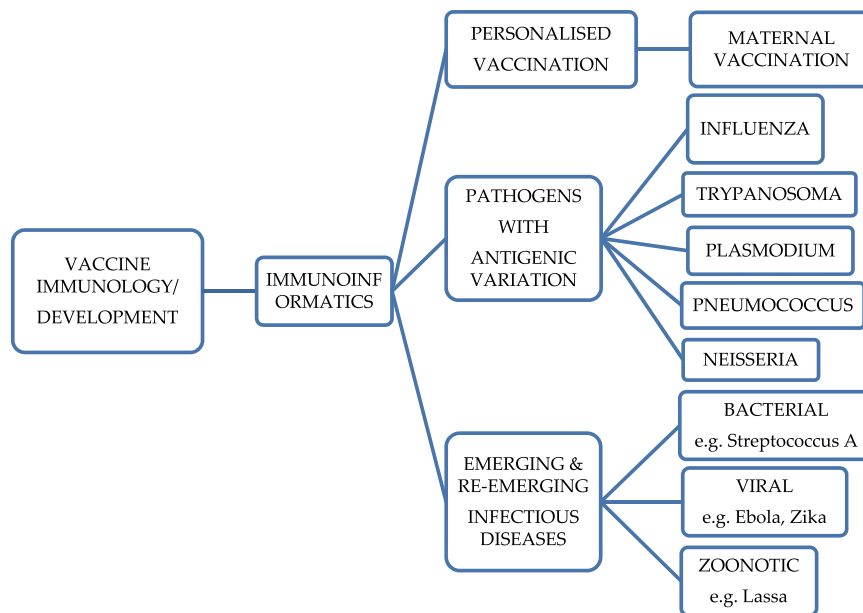 VACCINE
IMMUNOLOGY/
DEVELOPMENT
IMMUNOINF
ORMATICS
PERSONALISED
VACCINATION
MATERNAL
VACCINATION
PATHOGENS
WITH
ANTIGENIC
VARIATION
INFLUENZA
TRYPANOSOMA
PLASMODIUM
PNEUMOCOCCUS
NEISSERIA
EMERGING &
RE-EMERGING
INFECTIOUS
DISEASES
BACTERIAL
e.g. Streptococcus A
VIRAL
e.g. Ebola, Zika
ZOONOTIC
e.g. Lassa